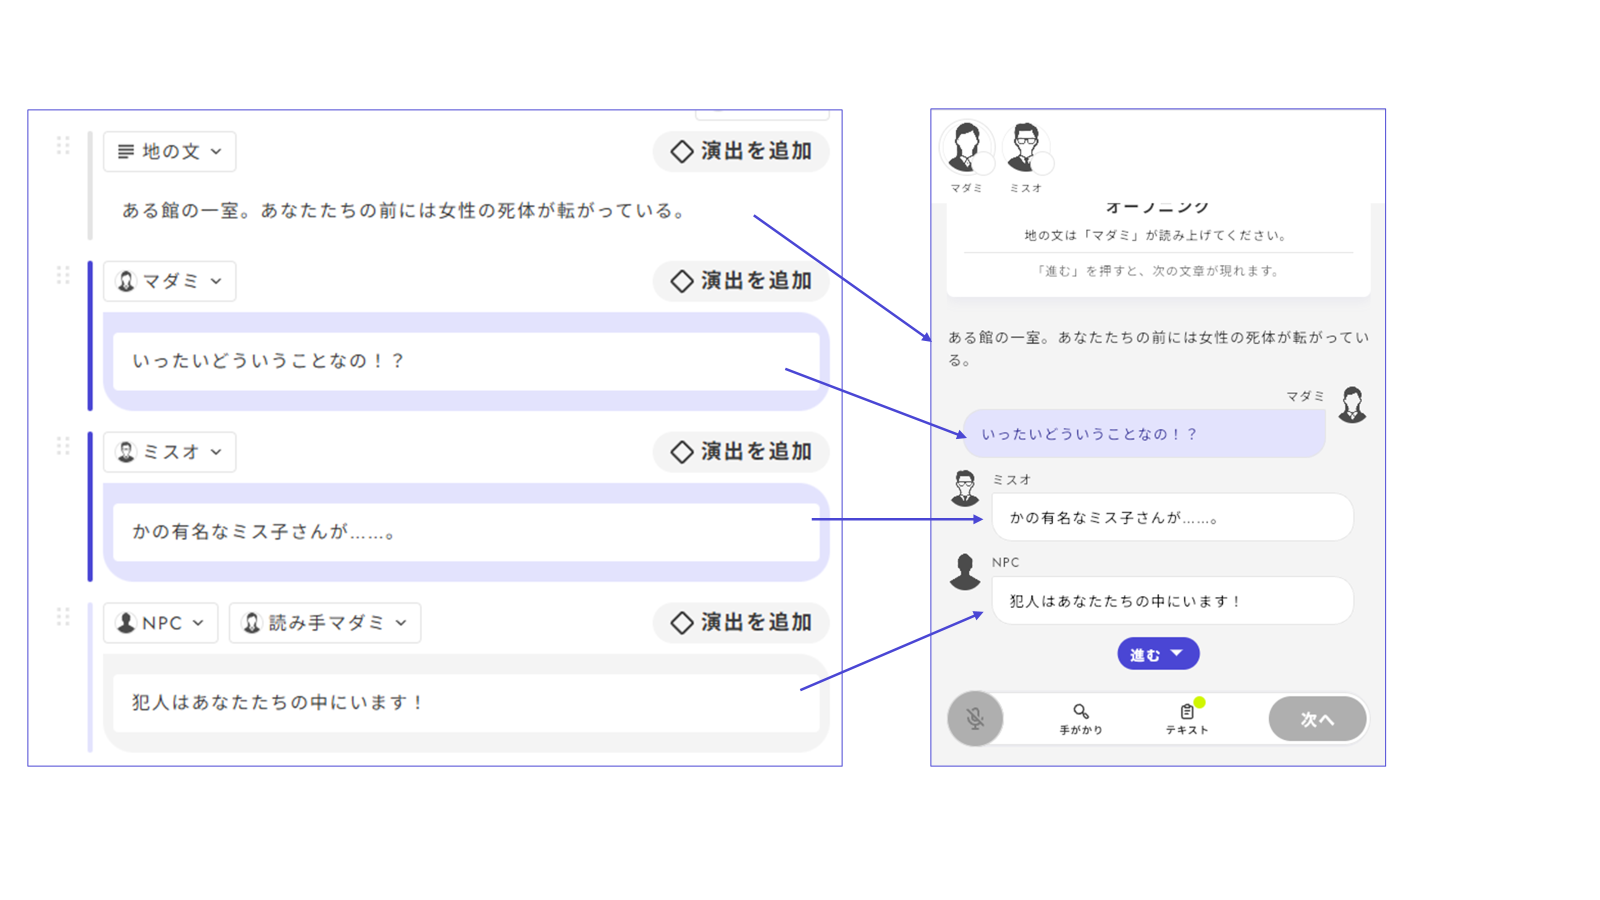 地の文
演出を追加
ある館の一室。あなたたちの前には女性の死体が転がっている。
マダミ
演出を追加
いったいどういうことなの！？
ミスオ
演出を追加
かの有名なミス子さんが……。
NPC
読み手マダミ
演出を追加
犯人はあなたたちの中にいます！
マダミ
ミスオ
オープニング
地の文は「マダミ」が読み上げてください。
「進む」を押すと、次の文章が現れます。
ある館の一室。あなたたちの前には女性の死体が転がってい
る。
マダミ
いったいどういうことなの！？
ミスオ
かの有名なミス子さんが……。
NPC
犯人はあなたたちの中にいます！
進む
手がかり
テキスト
次へ